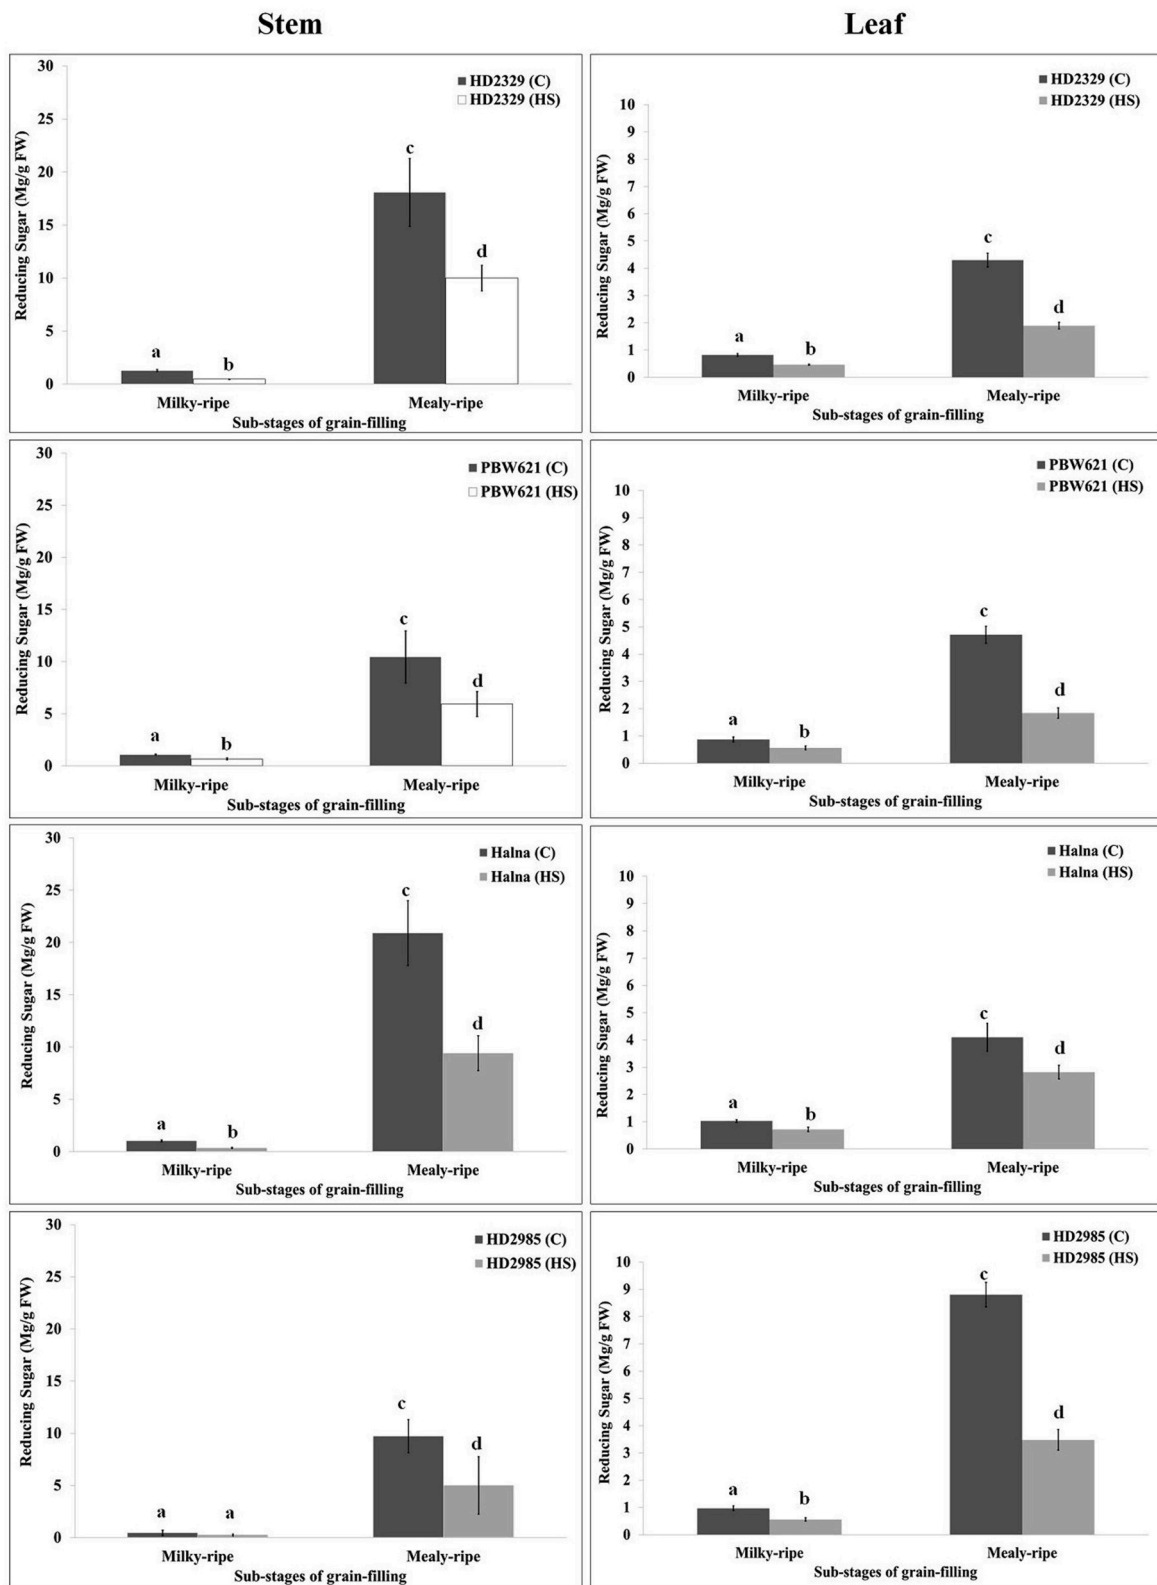 Stem
Leaf
30
25
20
15
10
5
0
Reducing Sugar (Mg/g FW)
HD2329 (C)
HD2329 (HS)
a
b
c
d
Milky-ripe
Mealy-ripe
Sub-stages of grain-filling
10
9
8
7
6
5
4
3
2
1
0
Reducing Sugar (Mg/g FW)
HD2329 (C)
HD2329 (HS)
a
b
c
d
Milky-ripe
Mealy-ripe
Sub-stages of grain-filling
30
25
20
15
10
5
0
Reducing Sugar (Mg/g FW)
PBW621 (C)
PBW621 (HS)
a
b
c
d
Milky-ripe
Mealy-ripe
Sub-stages of grain-filling
10
9
8
7
6
5
4
3
2
1
0
Reducing Sugar (Mg/g FW)
PBW621 (C)
PBW621 (HS)
a
b
c
d
Milky-ripe
Mealy-ripe
Sub-stages of grain-filling
30
25
20
15
10
5
0
Reducing Sugar (Mg/g FW)
Halna (C)
Halna (HS)
a
b
c
d
Milky-ripe
Mealy-ripe
Sub-stages of grain-filling
10
9
8
7
6
5
4
3
2
1
0
Reducing Sugar (Mg/g FW)
Halna (C)
Halna (HS)
a
b
c
d
Milky-ripe
Mealy-ripe
Sub-stages of grain-filling
30
25
20
15
10
5
0
Reducing Sugar (Mg/g FW)
HD2985 (C)
HD2985 (HS)
a
a
c
d
Milky-ripe
Mealy-ripe
Sub-stages of grain-filling
10
9
8
7
6
5
4
3
2
1
0
Reducing Sugar (Mg/g FW)
HD2985 (C)
HD2985 (HS)
a
b
c
d
Milky-ripe
Mealy-ripe
Sub-stages of grain-filling